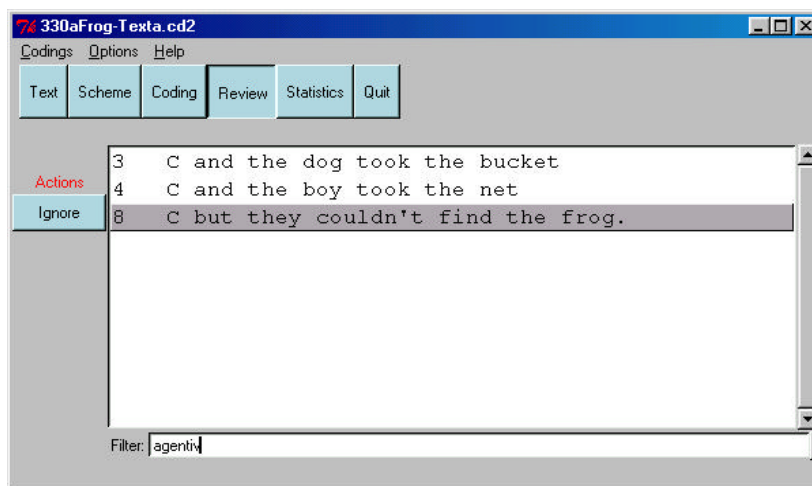 330aFrog-Texta.cd2
Codings Options Help
Text Scheme Coding Review Statistics Quit
3 C and the dog took the bucket
Actions
4 C and the boy took the net
Ignore
8 C but they couldn't find the frog.
Filter: agentiv